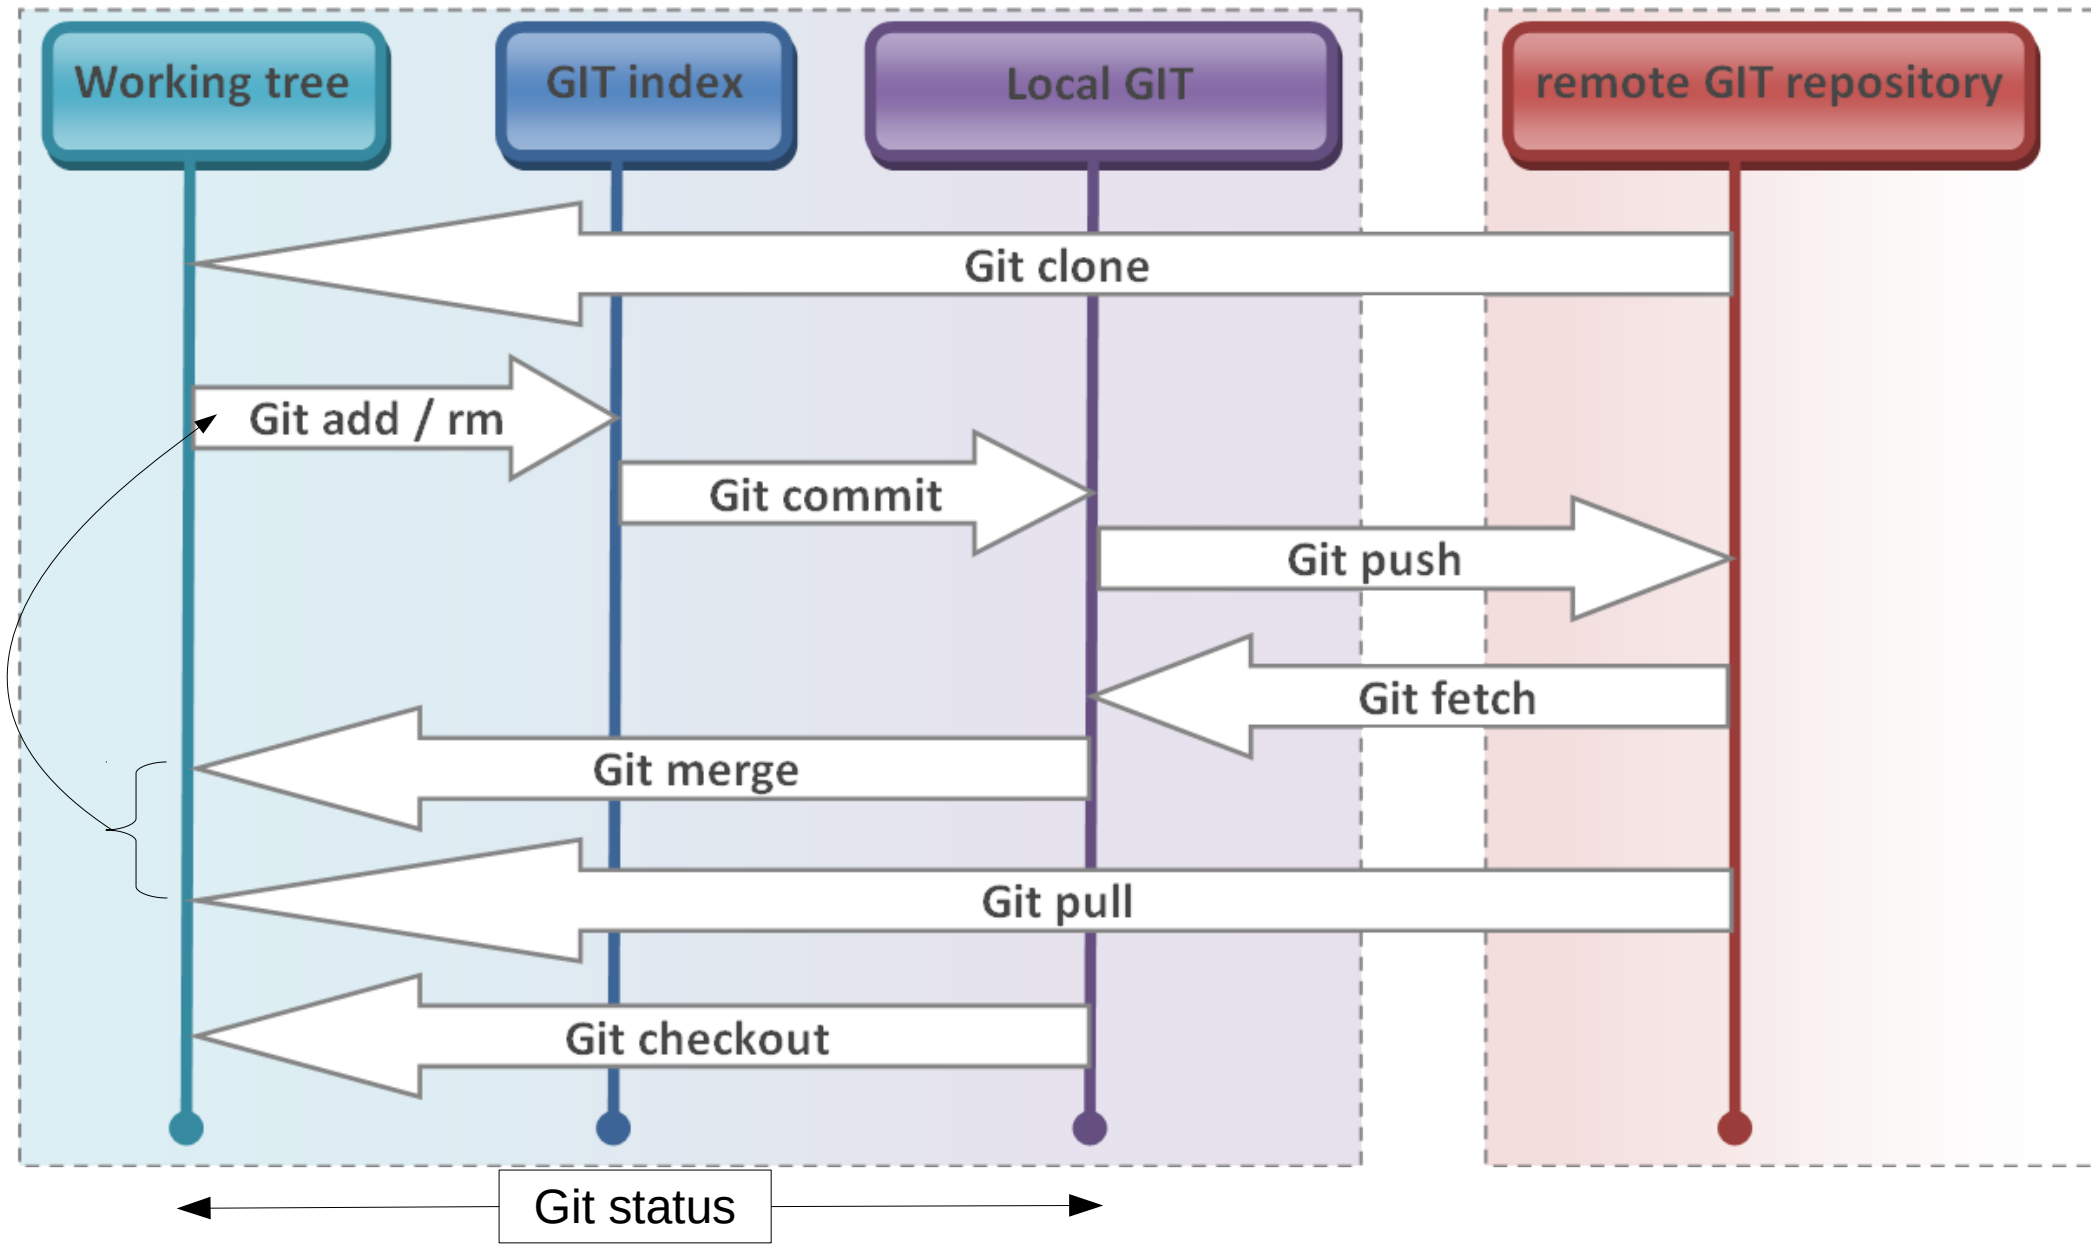 Working tree
GIT index
Local GIT
remote GIT repository
Git clone
Git add / rm
Git commit
Git push
Git fetch
Git merge
Git pull
Git checkout
Git status